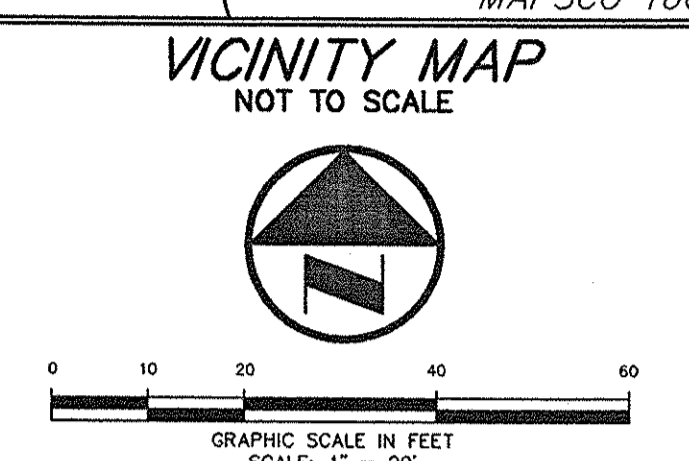 VICINITY MAP
NOT TO SCALE
N
0 10 20 40 60
GRAPHIC SCALE IN FEET